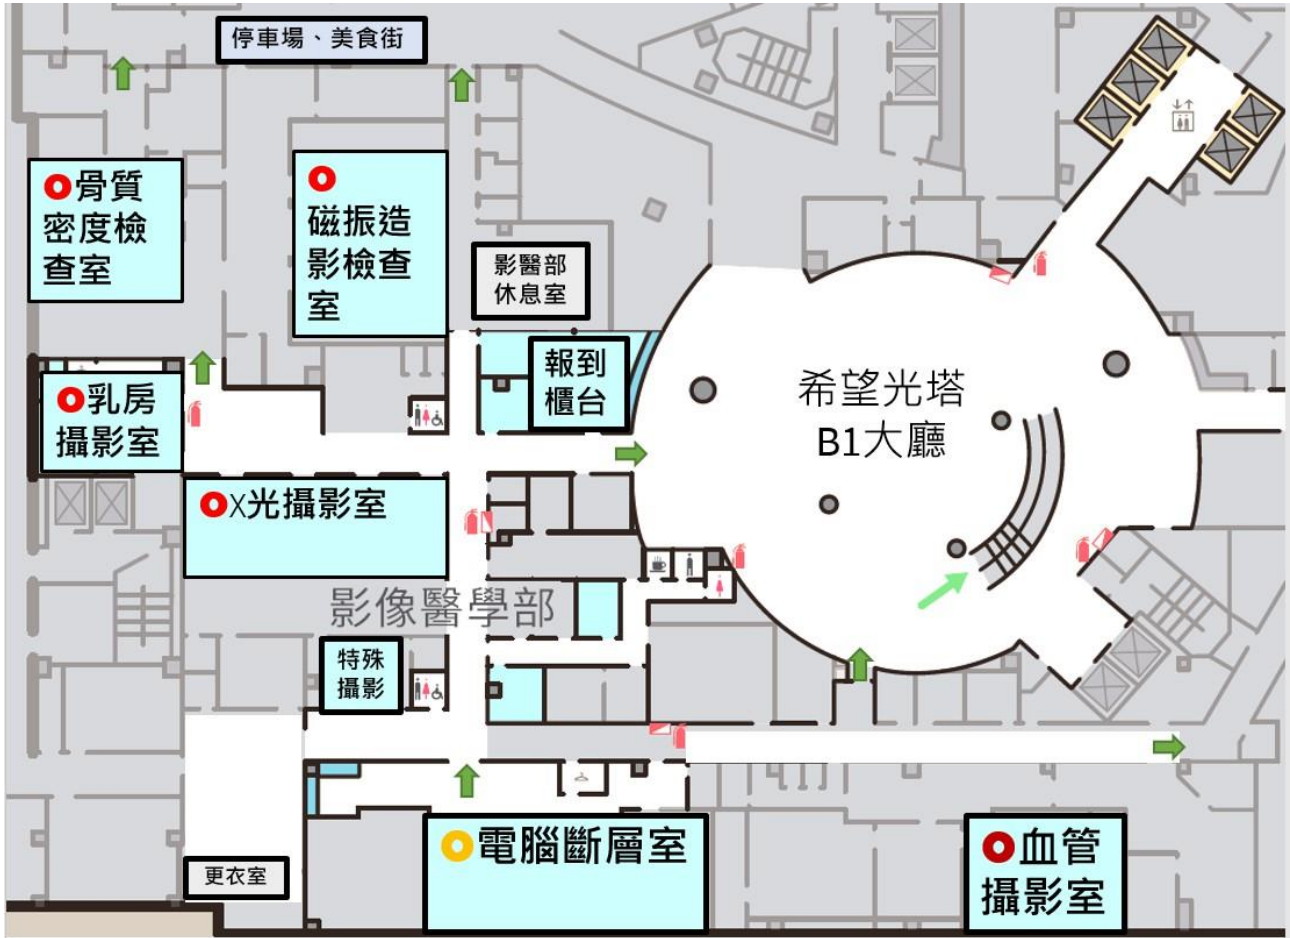 停車場、美食街
骨質
密度檢
查室
磁振造
影檢查
室
影醫部
休息室
報到
櫃台
希望光塔
B1大廳
乳房
攝影室
X光攝影室
影像醫學部
特殊
攝影
電腦斷層室
血管
攝影室
更衣室